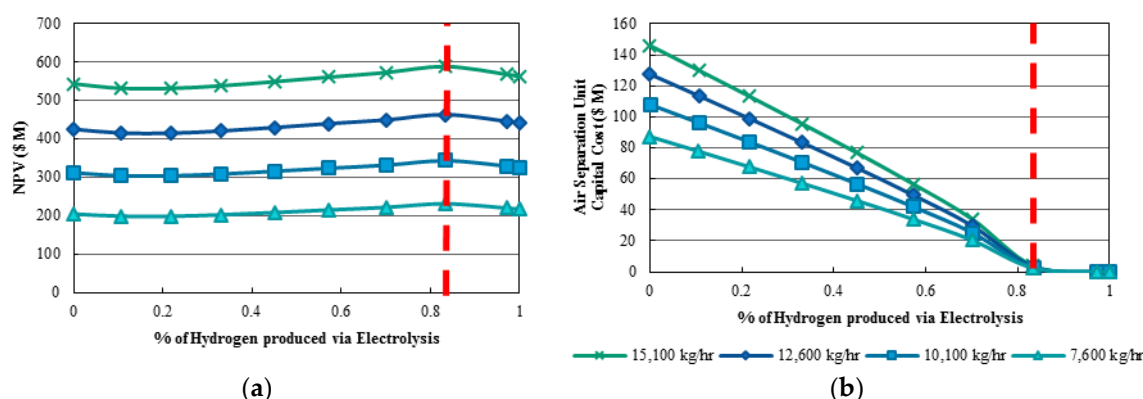 NPV ($ M)
700
600
500
400
300
200
100
0
0
0.2
0.4
0.6
0.8
1
% of Hydrogen produced via Electrolysis
(a)
Air Separation Unit
Capital Cost ($ M)
160
140
120
100
80
60
40
20
0
0
0.2
0.4
0.6
0.8
1
% of Hydrogen produced via Electrolysis
15,100 kg/hr
12,600 kg/hr
10,100 kg/hr
7,600 kg/hr
(b)